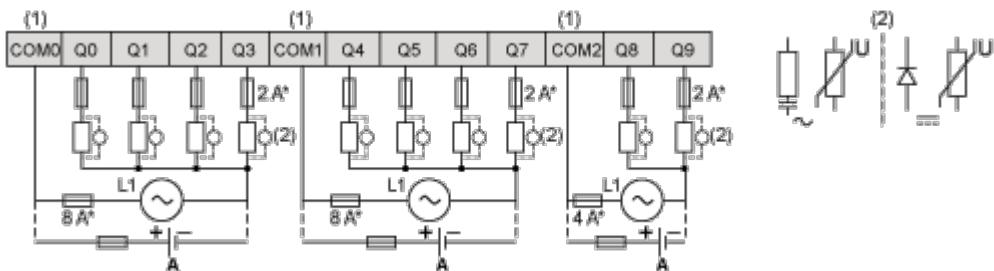 (1) (1) (1) (2)
COM0 Q0 Q1 Q2 Q3 COM1 Q4 Q5 Q6 Q7 COM2 Q8 Q9
U U
2 A* 2 A* 2 A*
(2) (2) (2)
L1 L1 L1
8 A* 8 A* 4 A*
+ − + − + −
A A A